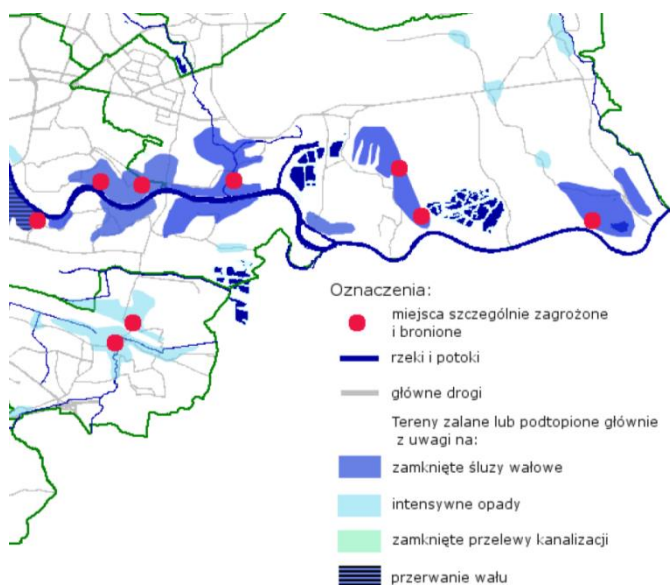 Oznaczenia:
miejsca szczególnie zagrożone
i bronione
rzeki i potoki
główne drogi
Tereny zalane lub podtopione głównie
z uwagi na:
zamknięte śluzy wałowe
intensywne opady
zamknięte przelewy kanalizacji
przerwanie wału